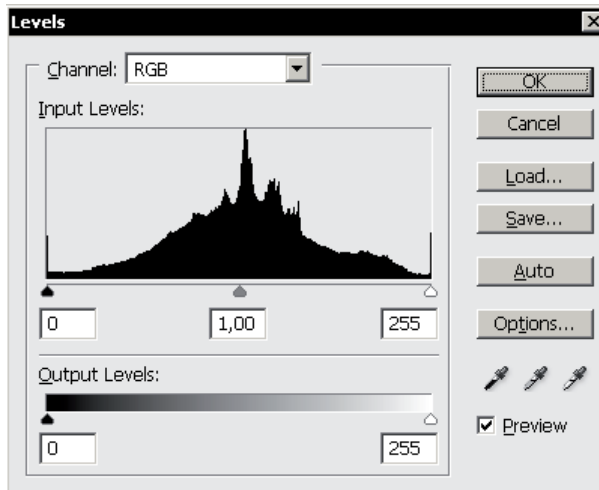 Levels
Channel: RGB
Input Levels:
0 1,00 255
Output Levels:
0 255
OK
Cancel
Load...
Save...
Auto
Options...
Preview